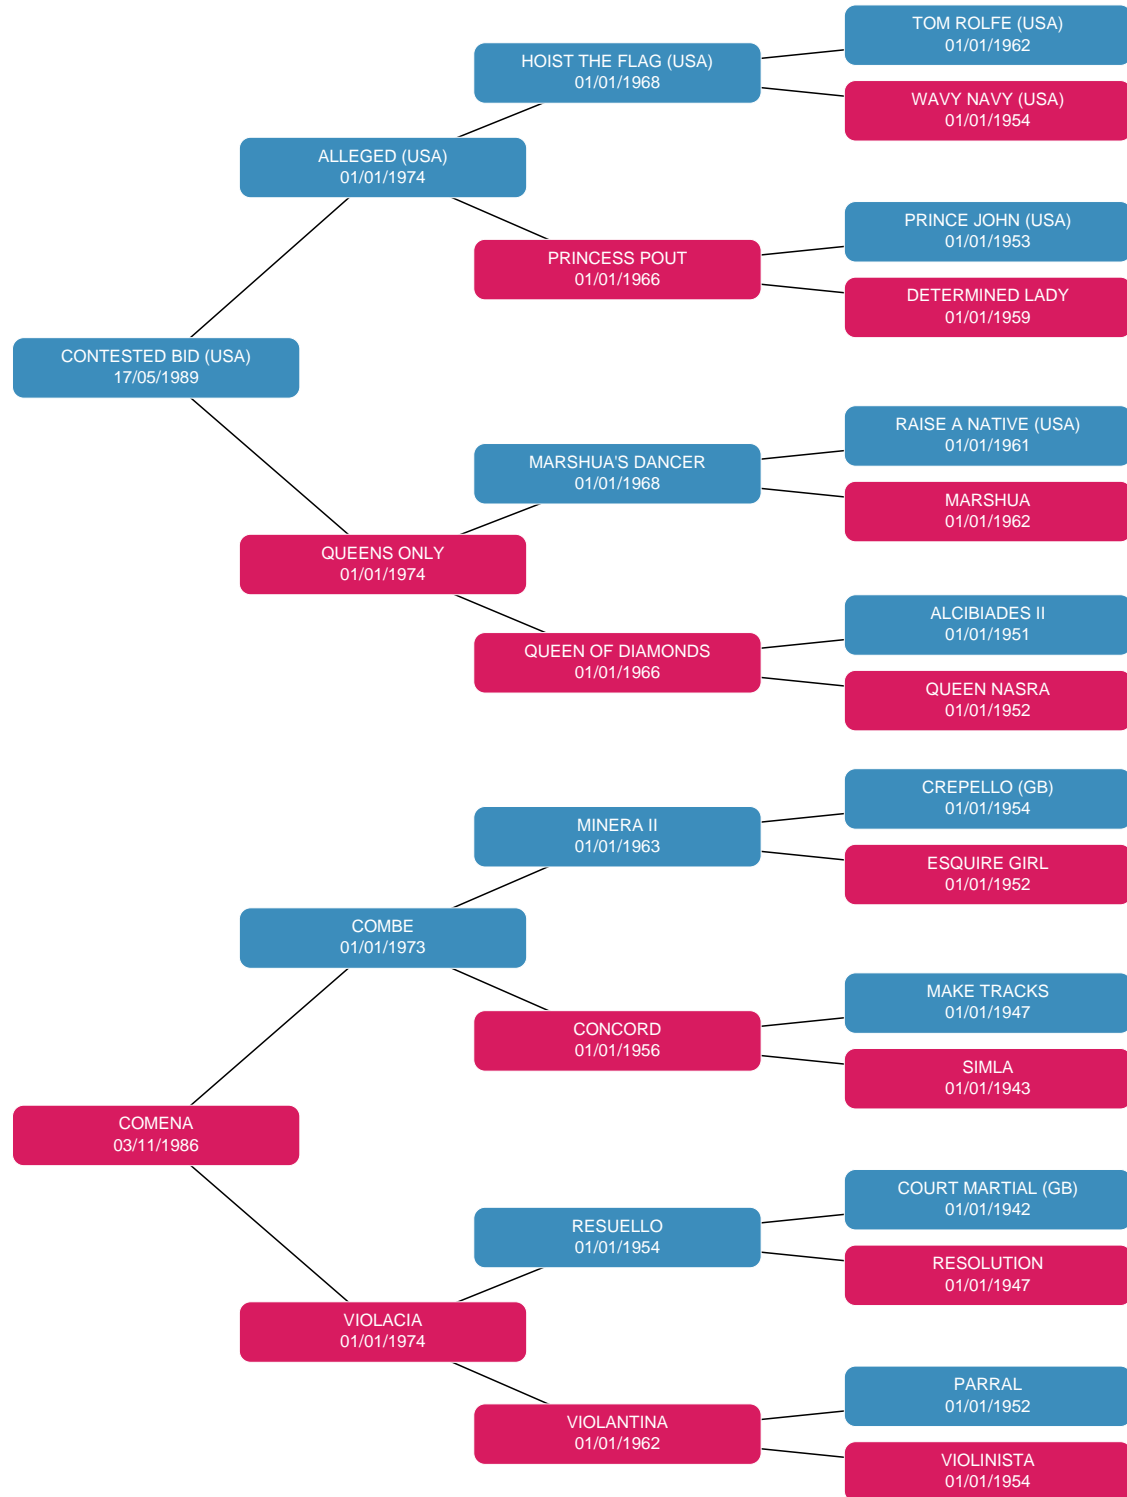 TOM ROLFE (USA)
01/01/1962
HOIST THE FLAG (USA)
01/01/1968
WAVY NAVY (USA)
01/01/1954
ALLEGED (USA)
01/01/1974
PRINCE JOHN (USA)
01/01/1953
PRINCESS POUT
01/01/1966
DETERMINED LADY
01/01/1959
CONTESTED BID (USA)
17/05/1989
RAISE A NATIVE (USA)
01/01/1961
MARSHUA'S DANCER
01/01/1968
MARSHUA
01/01/1962
QUEENS ONLY
01/01/1974
ALCIBIADES II
01/01/1951
QUEEN OF DIAMONDS
01/01/1966
QUEEN NASRA
01/01/1952
CREPELLO (GB)
01/01/1954
MINERA II
01/01/1963
ESQUIRE GIRL
01/01/1952
COMBE
01/01/1973
MAKE TRACKS
01/01/1947
CONCORD
01/01/1956
SIMLA
01/01/1943
COMENA
03/11/1986
COURT MARTIAL (GB)
01/01/1942
RESUELLO
01/01/1954
RESOLUTION
01/01/1947
VIOLACIA
01/01/1974
PARRAL
01/01/1952
VIOLANTINA
01/01/1962
VIOLINISTA
01/01/1954